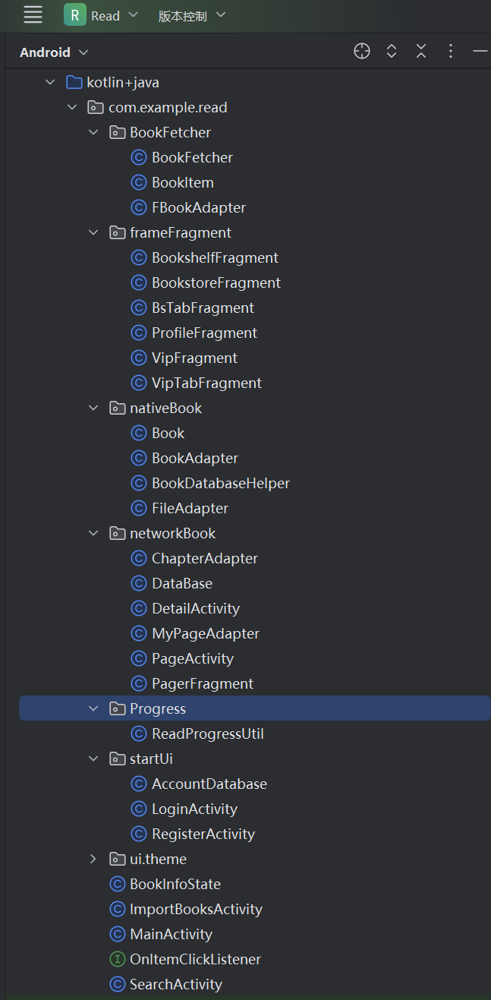 R Read 版本控制
Android
kotlin+java
com.example.read
BookFetcher
C BookFetcher
C BookItem
C FBookAdapter
frameFragment
C BookshelfFragment
C BookstoreFragment
C BsTabFragment
C ProfileFragment
C VipFragment
C VipTabFragment
nativeBook
C Book
C BookAdapter
C BookDatabaseHelper
C FileAdapter
networkBook
C ChapterAdapter
C DataBase
C DetailActivity
C MyPageAdapter
C PageActivity
C PagerFragment
Progress
C ReadProgressUtil
startUi
C AccountDatabase
C LoginActivity
C RegisterActivity
ui.theme
C BookInfoState
C ImportBooksActivity
C MainActivity
I OnItemClickListener
C SearchActivity